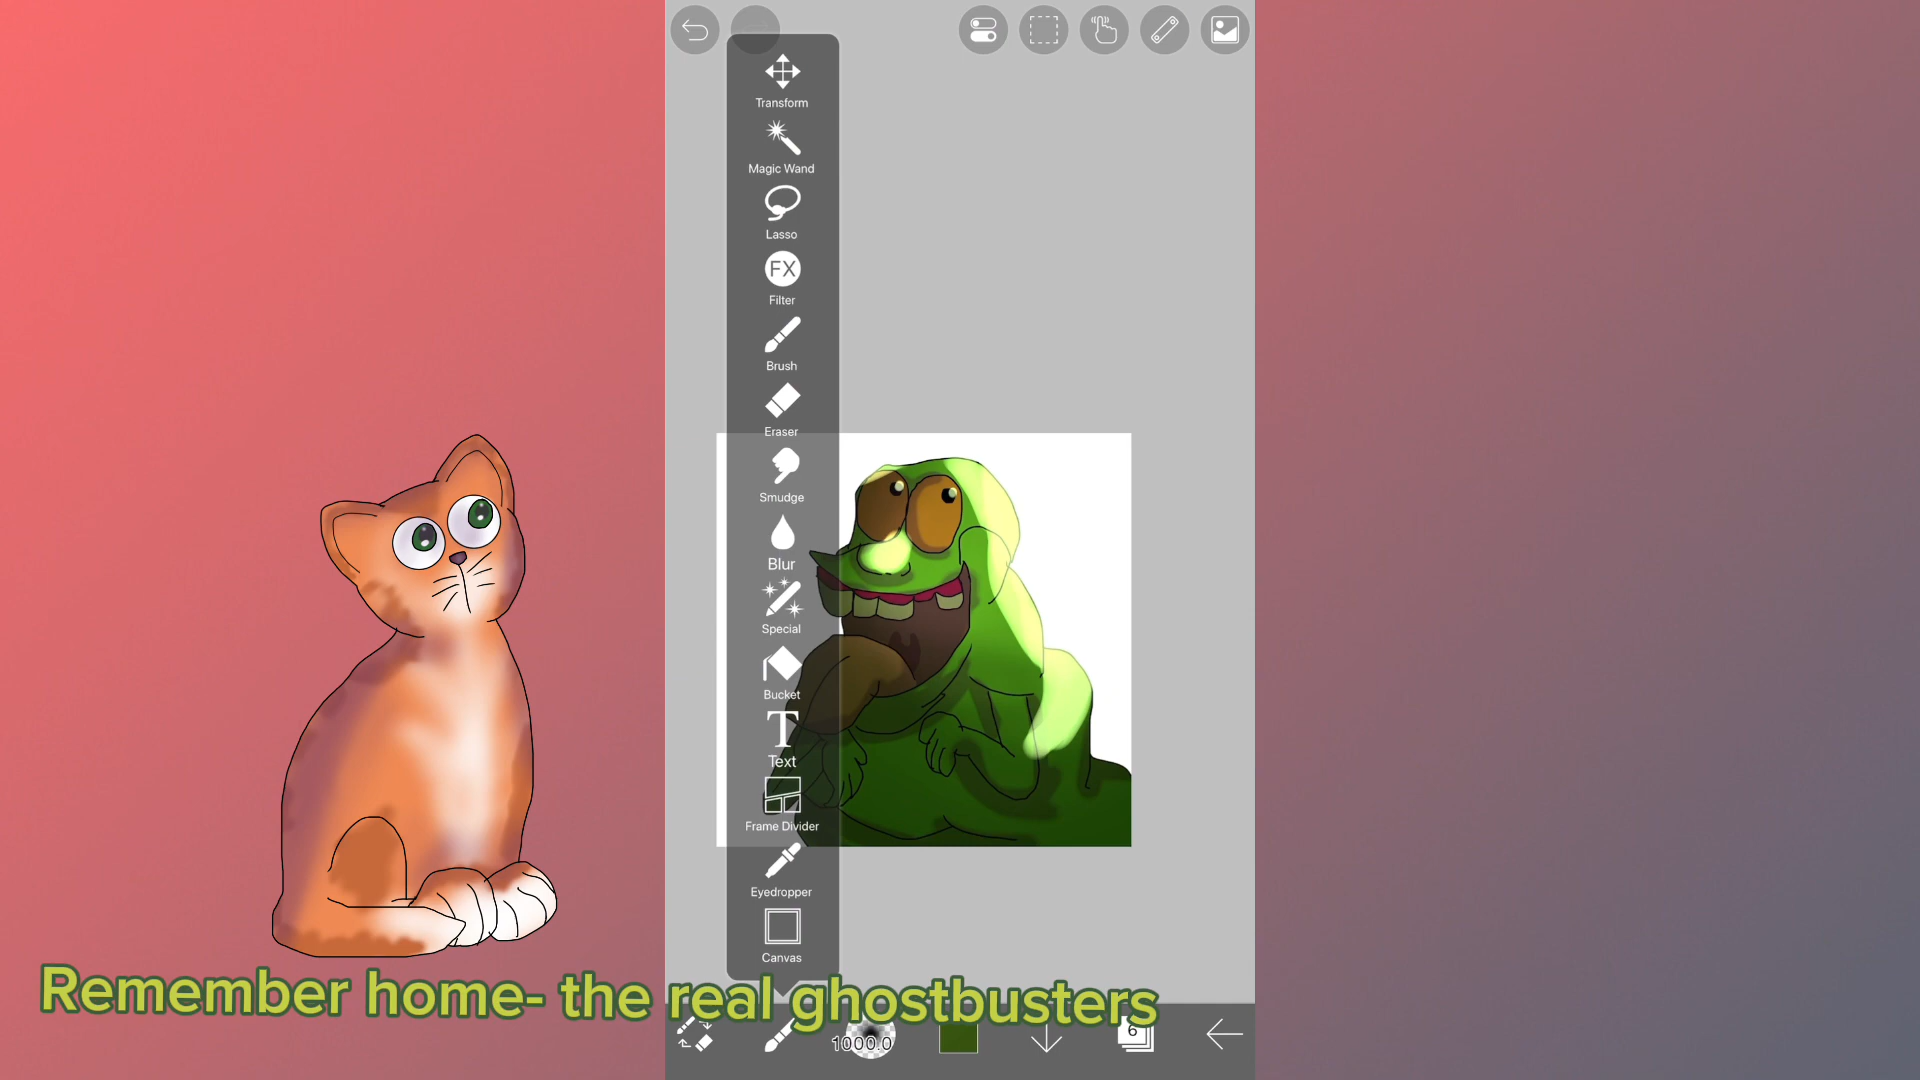 Transform
Magic Wand
Lasso
FX
Filter
Brush
Eraser
Smudge
Blur
Special
Bucket
T
Text
Frame Divider
Eyedropper
Canvas
Remember home- the real ghostbusters
1000.0
6